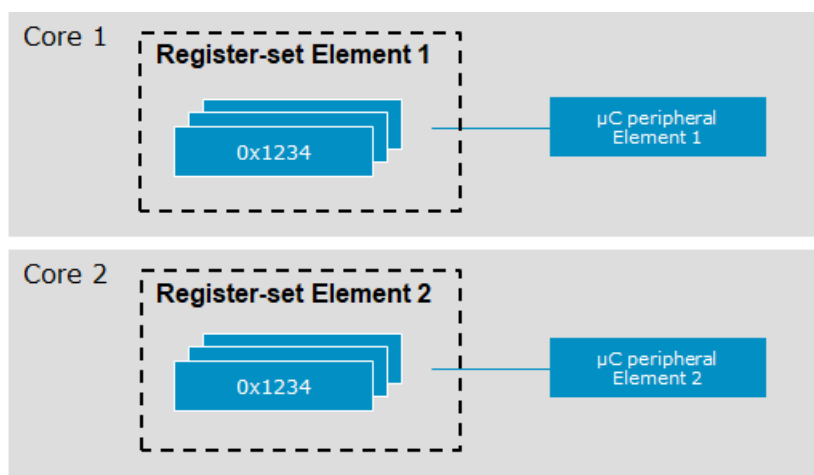 Core 1
Register-set Element 1
0x1234
µC peripheral
Element 1
Core 2
Register-set Element 2
0x1234
µC peripheral
Element 2